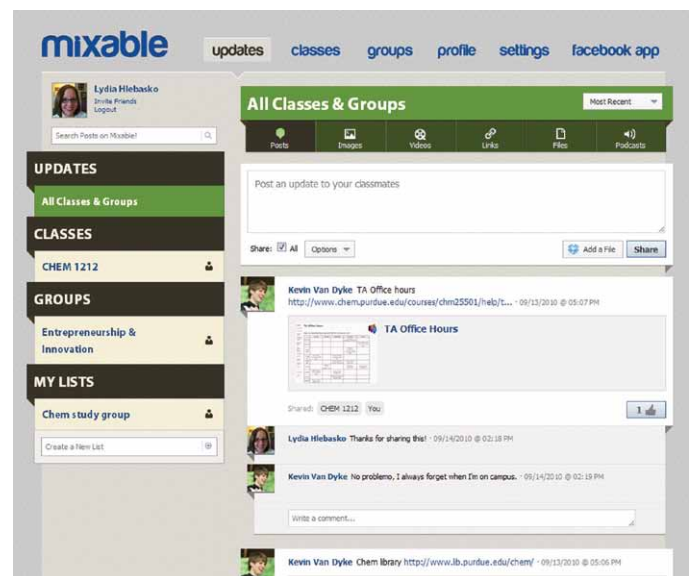 mixable
updates classes groups profile settings facebook app
Lydia Hlebasko
Invite Friends
Logout
Search Posts on Mixable!
UPDATES
All Classes & Groups
CLASSES
CHEM 1212
GROUPS
Entrepreneurship &
Innovation
MY LISTS
Chem study group
Create a New List
All Classes & Groups
Most Recent
Posts Images Videos Links Files Podcasts
Post an update to your classmates
Share: All Options Add a File Share
Kevin Van Dyke TA Office hours
http://www.chem.purdue.edu/courses/chm25501/help/t... · 09/13/2010 @ 05:07 PM
TA Office Hours
Shared: CHEM 1212 You
1
Lydia Hlebasko Thanks for sharing this! · 09/14/2010 @ 02:18 PM
Kevin Van Dyke No problemo, I always forget when I'm on campus. · 09/14/2010 @ 02:19 PM
Write a comment...
Kevin Van Dyke Chem library http://www.lib.purdue.edu/chem/ · 09/13/2010 @ 05:06 PM